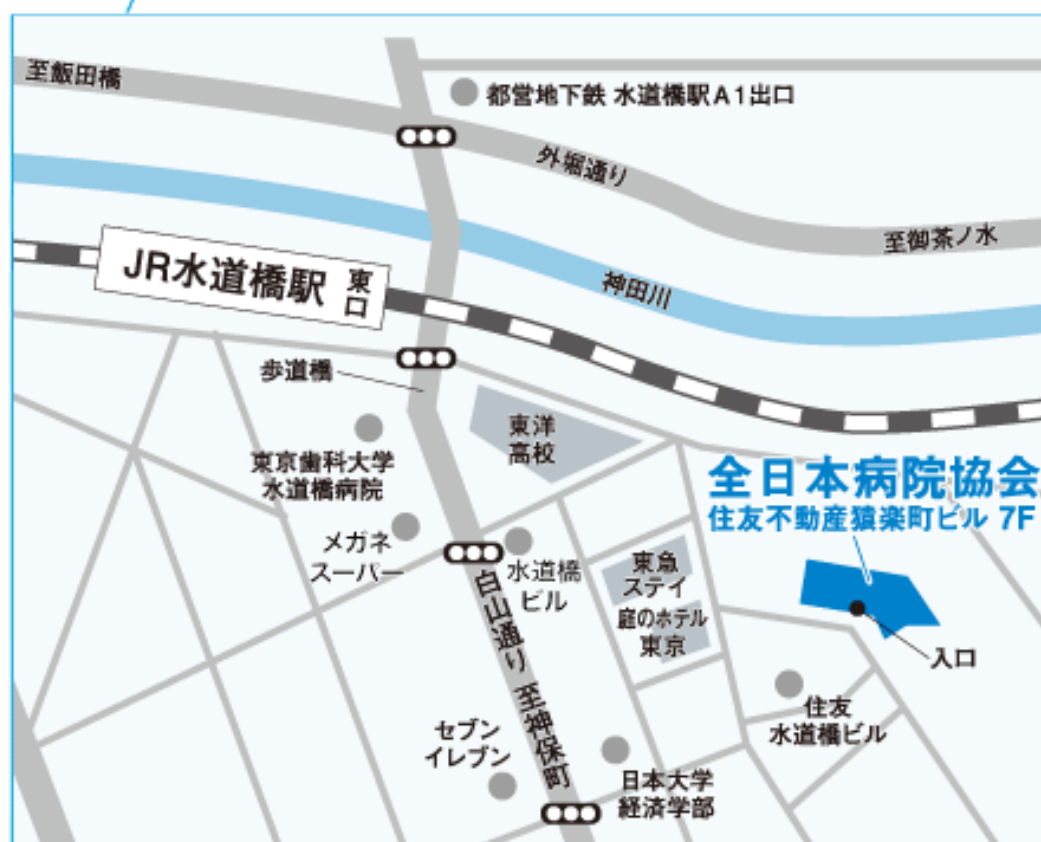 至飯田橋
都営地下鉄 水道橋駅A1出口
外堀通り
至御茶ノ水
JR水道橋駅
東口
神田川
歩道橋
東洋
高校
東京歯科大学
水道橋病院
全日本病院協会
住友不動産猿楽町ビル 7F
メガネ
スーパー
水道橋
ビル
東急
ステイ
庭のホテル
東京
白山通り 至神保町
入口
住友
水道橋ビル
セブン
イレブン
日本大学
経済学部